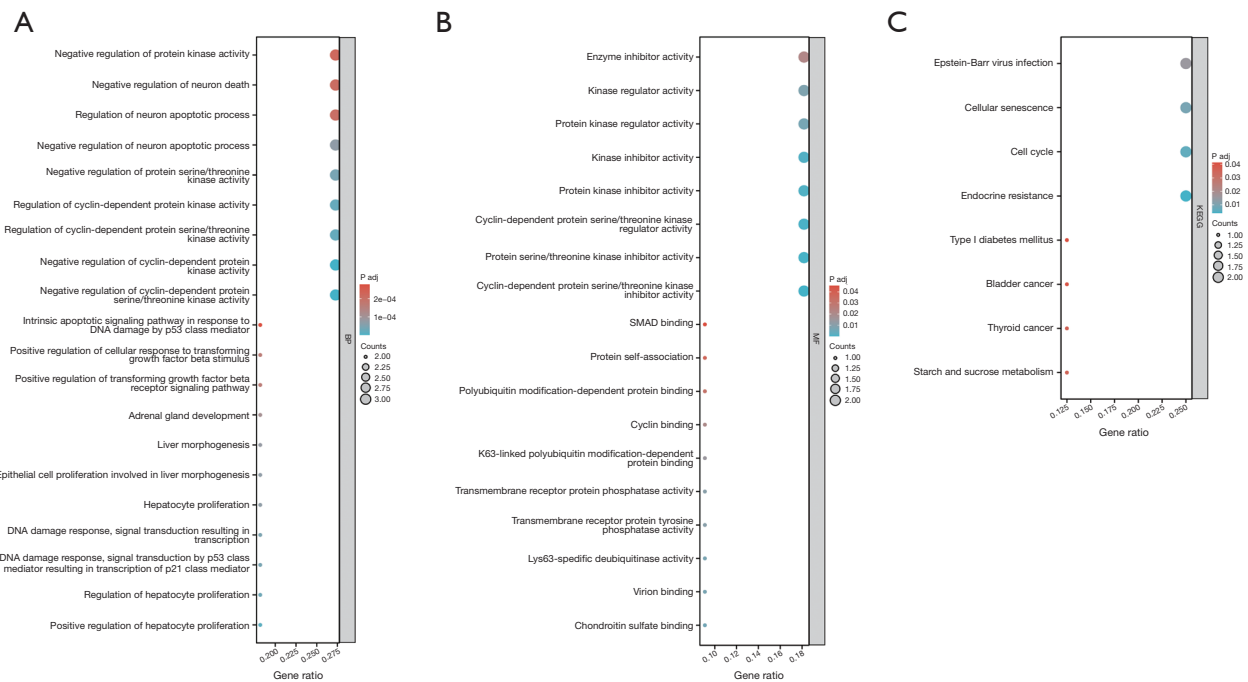 A
Negative regulation of protein kinase activity
Negative regulation of neuron death
Regulation of neuron apoptotic process
Negative regulation of neuron apoptotic process
Negative regulation of protein serine/threonine
kinase activity
Regulation of cyclin-dependent protein kinase activity
Regulation of cyclin-dependent protein serine/threonine
kinase activity
Negative regulation of cyclin-dependent protein
kinase activity
Negative regulation of cyclin-dependent protein
serine/threonine kinase activity
Intrinsic apoptotic signaling pathway in response to
DNA damage by p53 class mediator
Positive regulation of cellular response to transforming
growth factor beta stimulus
Positive regulation of transforming growth factor beta
receptor signaling pathway
Adrenal gland development
Liver morphogenesis
Epithelial cell proliferation involved in liver morphogenesis
Hepatocyte proliferation
DNA damage response, signal transduction resulting in
transcription
DNA damage response, signal transduction by p53 class
mediator resulting in transcription of p21 class mediator
Regulation of hepatocyte proliferation
Positive regulation of hepatocyte proliferation
0.200 0.225 0.250 0.275
Gene ratio
BP
P adj
2e-04
1e-04
Counts
2.00
2.25
2.50
2.75
3.00
B
Enzyme inhibitor activity
Kinase regulator activity
Protein kinase regulator activity
Kinase inhibitor activity
Protein kinase inhibitor activity
Cyclin-dependent protein serine/threonine kinase
regulator activity
Protein serine/threonine kinase inhibitor activity
Cyclin-dependent protein serine/threonine kinase
inhibitor activity
SMAD binding
Protein self-association
Polyubiquitin modification-dependent protein binding
Cyclin binding
K63-linked polyubiquitin modification-dependent
protein binding
Transmembrane receptor protein phosphatase activity
Transmembrane receptor protein tyrosine
phosphatase activity
Lys63-spedific deubiquitinase activity
Virion binding
Chondroitin sulfate binding
0.10 0.12 0.14 0.16 0.18
Gene ratio
MF
P adj
0.04
0.03
0.02
0.01
Counts
1.00
1.25
1.50
1.75
2.00
C
Epstein-Barr virus infection
Cellular senescence
Cell cycle
Endocrine resistance
Type I diabetes mellitus
Bladder cancer
Thyroid cancer
Starch and sucrose metabolism
0.125 0.150 0.175 0.200 0.225 0.250
Gene ratio
KEGG
P adj
0.04
0.03
0.02
0.01
Counts
1.00
1.25
1.50
1.75
2.00